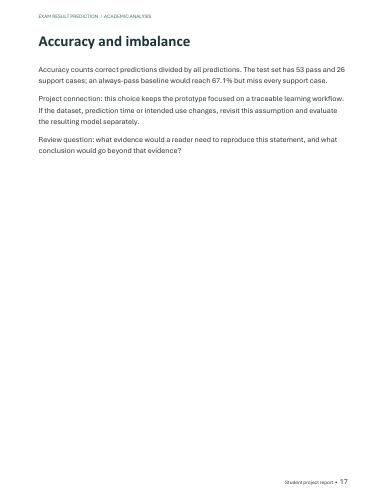 EXAM RESULT PREDICTION / ACADEMIC ANALYSIS
Accuracy and imbalance
Accuracy counts correct predictions divided by all predictions. The test set has 53 pass and 26
support cases; an always-pass baseline would reach 67.1% but miss every support case.
Project connection: this choice keeps the prototype focused on a traceable learning workflow.
If the dataset, prediction time or intended use changes, revisit this assumption and evaluate
the resulting model separately.
Review question: what evidence would a reader need to reproduce this statement, and what
conclusion would go beyond that evidence?
Student project report • 17